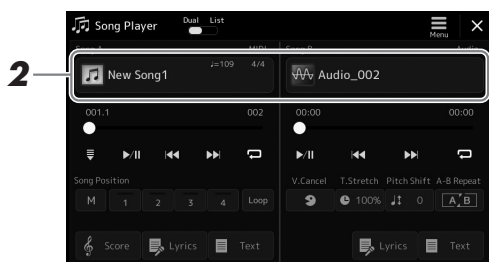 Song Player Dual List Menu
Song A MIDI Song B Audio
2 New Song1 ♩=109 4/4 Audio_002
001.1 002 00:00 00:00
Song Position V.Cancel T.Stretch Pitch Shift A-B Repeat
M 1 2 3 4 Loop 100% 0 A B
Score Lyrics Text Lyrics Text